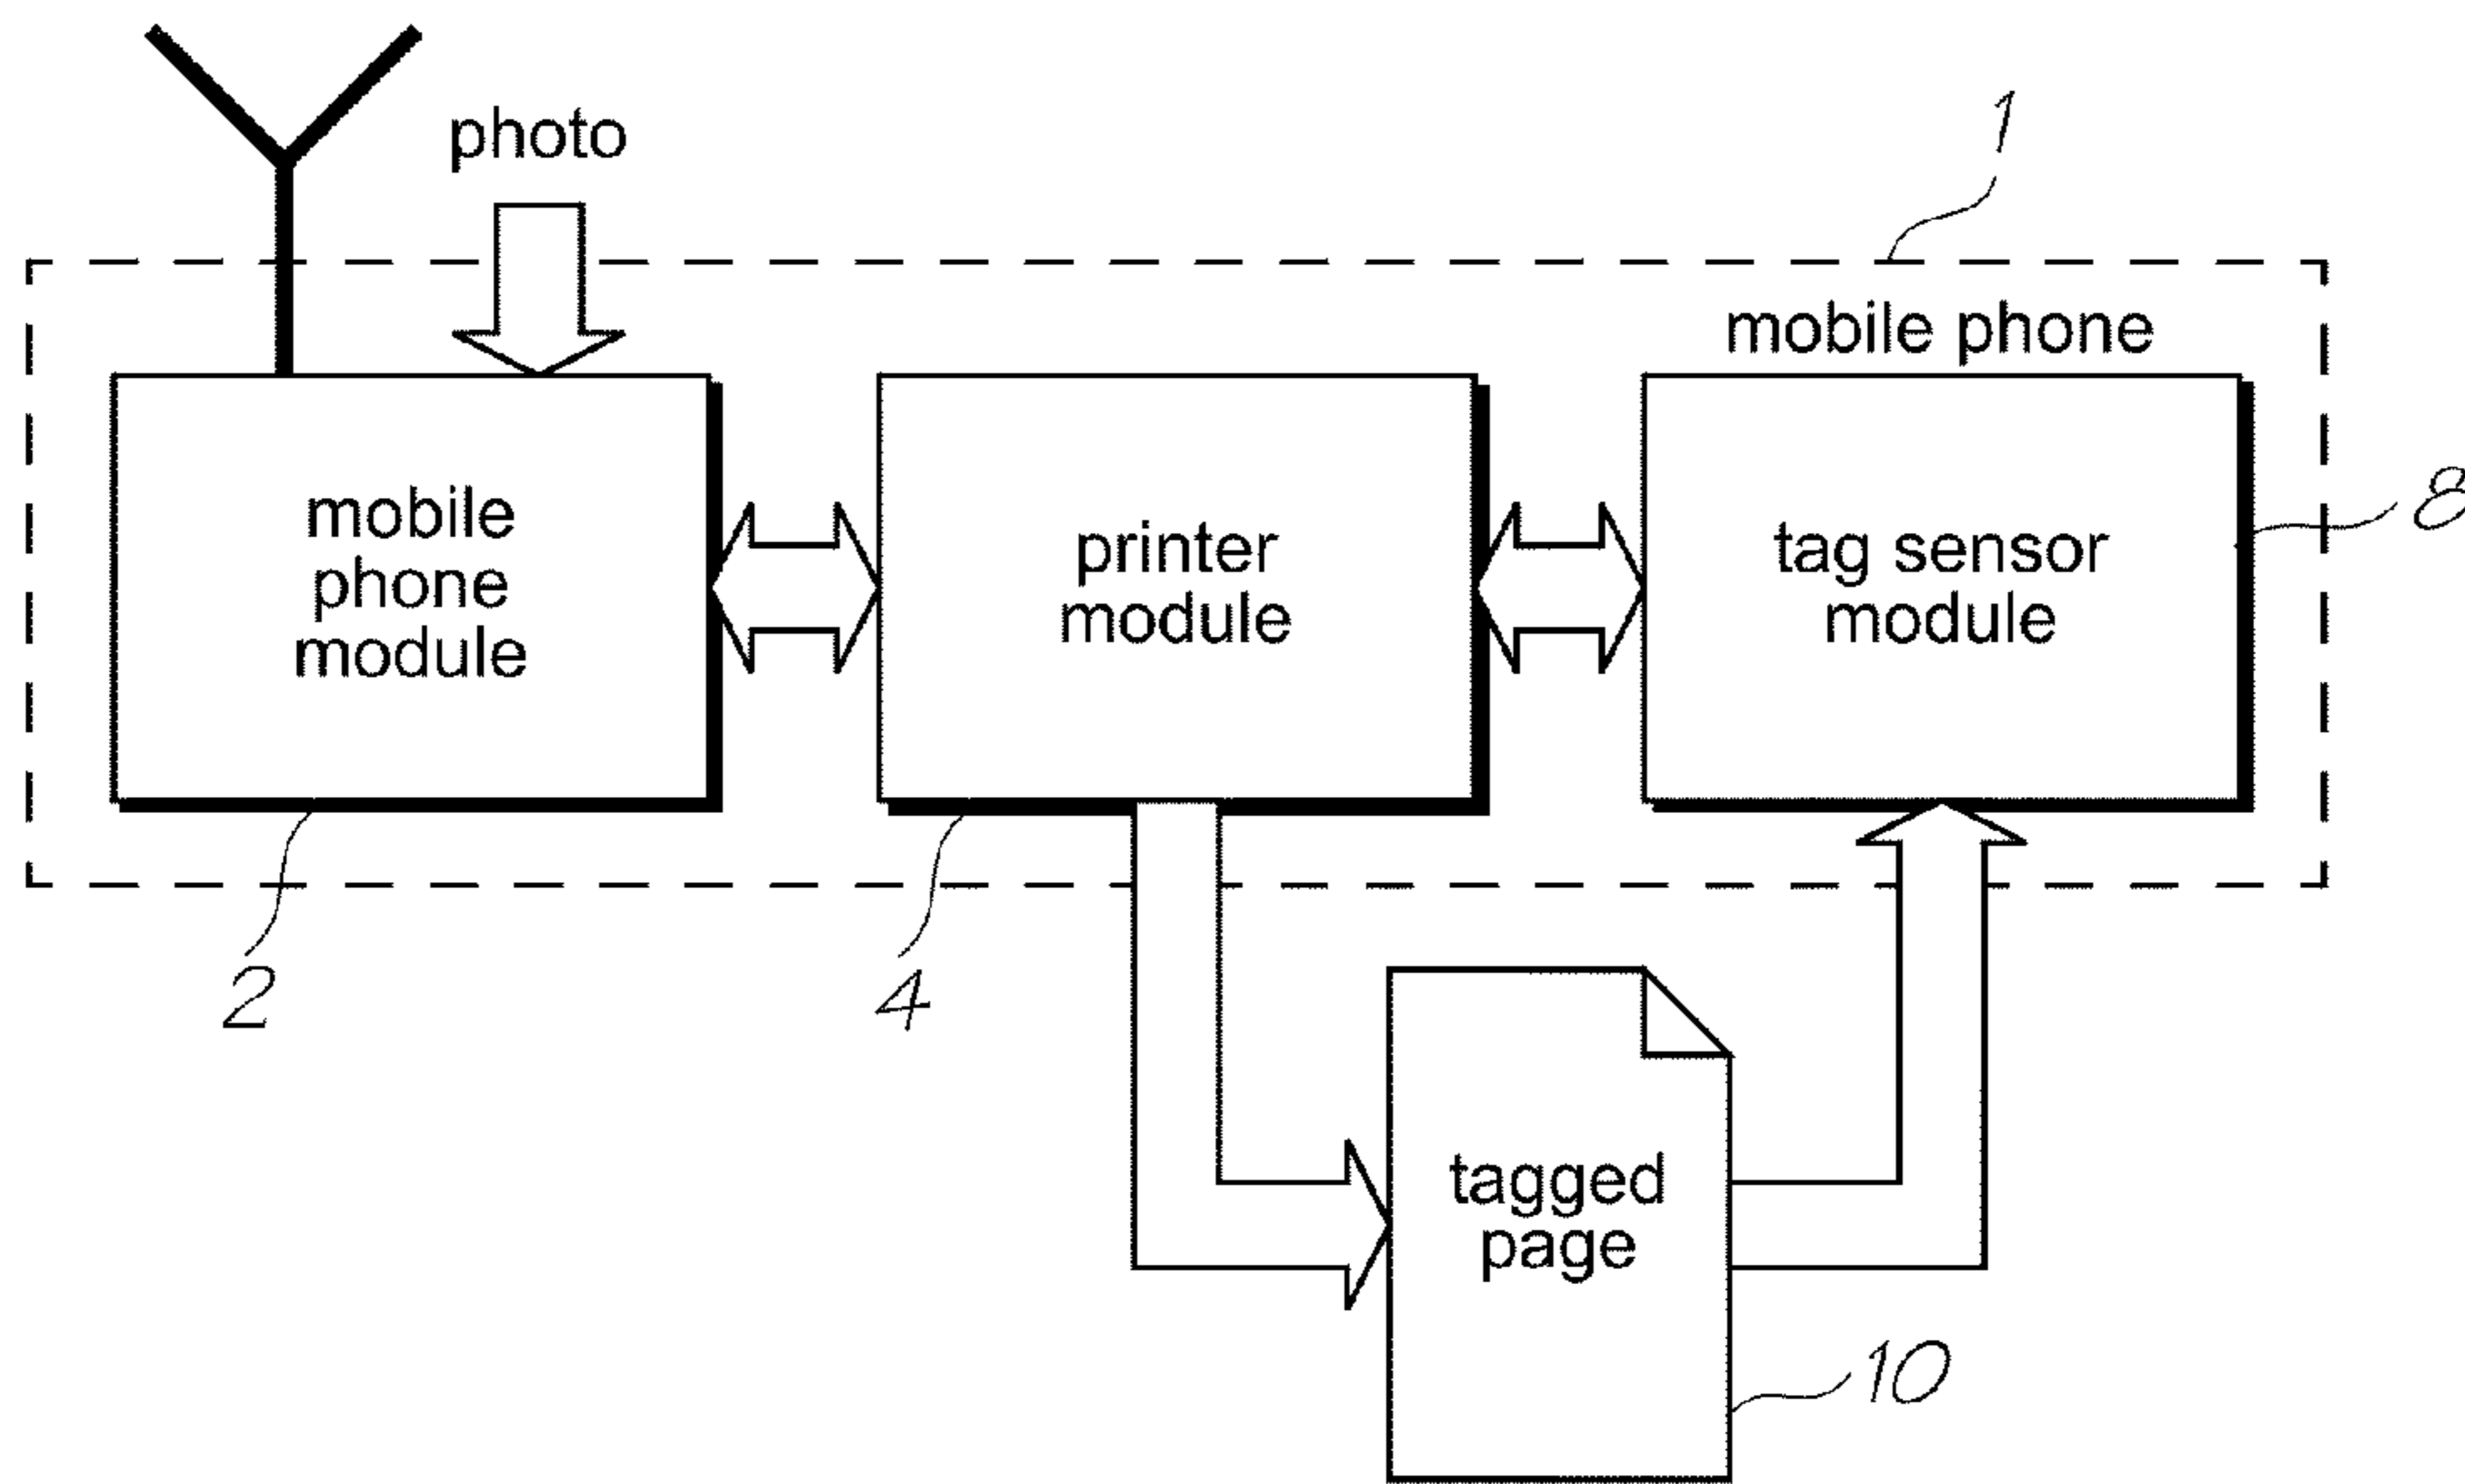 photo
1
mobile phone
mobile
phone
module
printer
module
tag sensor
module
8
2
4
tagged
page
10